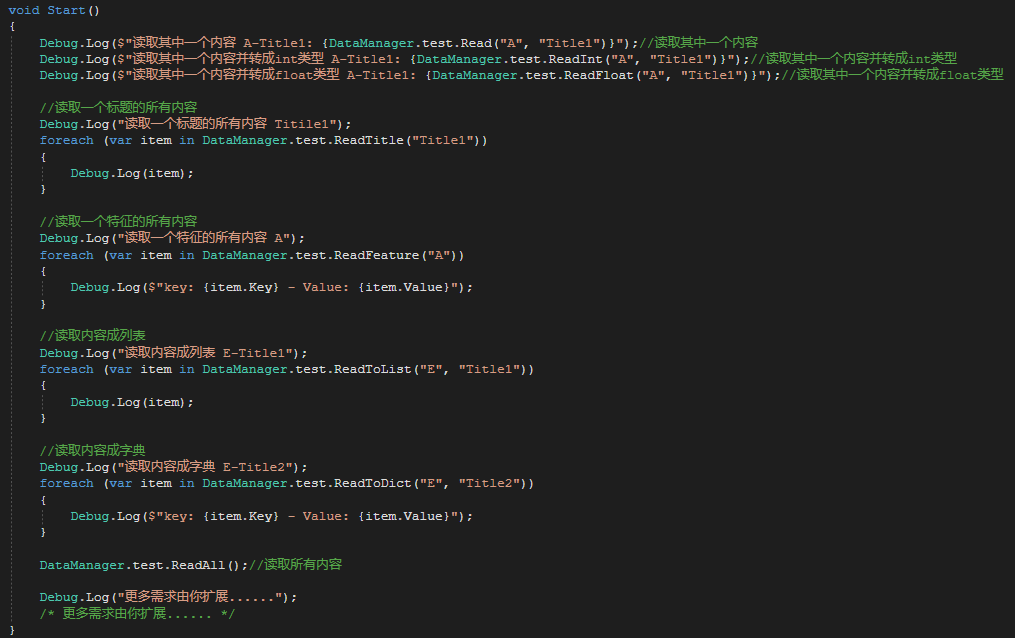 void Start()
{
Debug.Log($"读取其中一个内容 A-Title1: {DataManager.test.Read("A", "Title1")}");//读取其中一个内容
Debug.Log($"读取其中一个内容并转成int类型 A-Title1: {DataManager.test.ReadInt("A", "Title1")}");//读取其中一个内容并转成int类型
Debug.Log($"读取其中一个内容并转成float类型 A-Title1: {DataManager.test.ReadFloat("A", "Title1")}");//读取其中一个内容并转成float类型
//读取一个标题的所有内容
Debug.Log("读取一个标题的所有内容 Titile1");
foreach (var item in DataManager.test.ReadTitle("Title1"))
{
Debug.Log(item);
}
//读取一个特征的所有内容
Debug.Log("读取一个特征的所有内容 A");
foreach (var item in DataManager.test.ReadFeature("A"))
{
Debug.Log($"key: {item.Key} - Value: {item.Value}");
}
//读取内容成列表
Debug.Log("读取内容成列表 E-Title1");
foreach (var item in DataManager.test.ReadToList("E", "Title1"))
{
Debug.Log(item);
}
//读取内容成字典
Debug.Log("读取内容成字典 E-Title2");
foreach (var item in DataManager.test.ReadToDict("E", "Title2"))
{
Debug.Log($"key: {item.Key} - Value: {item.Value}");
}
DataManager.test.ReadAll();//读取所有内容
Debug.Log("更多需求由你扩展......");
/* 更多需求由你扩展...... */
}